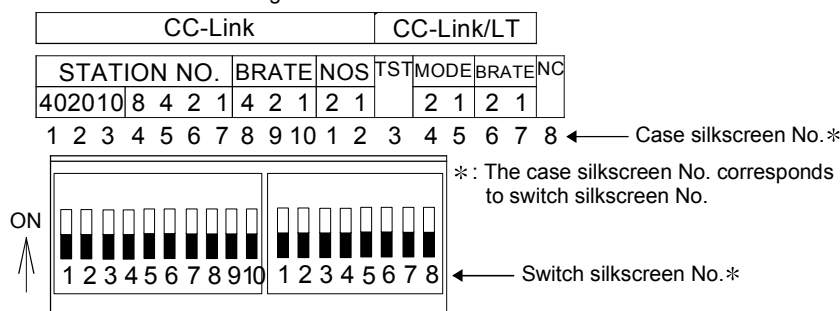 CC-Link CC-Link/LT
STATION NO. BRATE NOS TST MODE BRATE NC
40 20 10 8 4 2 1 4 2 1 2 1 2 1 2 1
1 2 3 4 5 6 7 8 9 10 1 2 3 4 5 6 7 8 Case silkscreen No.*
*: The case silkscreen No. corresponds
to switch silkscreen No.
ON
1 2 3 4 5 6 7 8 9 10 1 2 3 4 5 6 7 8 Switch silkscreen No.*